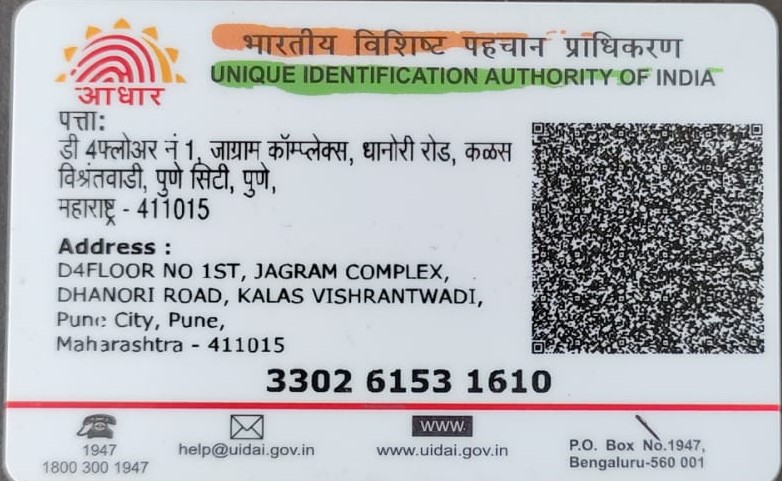 भारतीय विशिष्ट पहचान प्राधिकरण
UNIQUE IDENTIFICATION AUTHORITY OF INDIA
आधार
पत्ता:
डी 4फ्लोअर नं 1, जाग्राम कॉम्प्लेक्स, धानोरी रोड, कळस
विश्रंतवाडी, पुणे सिटी, पुणे,
महाराष्ट्र - 411015
Address :
D4FLOOR NO 1ST, JAGRAM COMPLEX,
DHANORI ROAD, KALAS VISHRANTWADI,
Pune City, Pune,
Maharashtra - 411015
3302 6153 1610
1947
1800 300 1947
help@uidai.gov.in
WWW
www.uidai.gov.in
P.O. Box No.1947,
Bengaluru-560 001